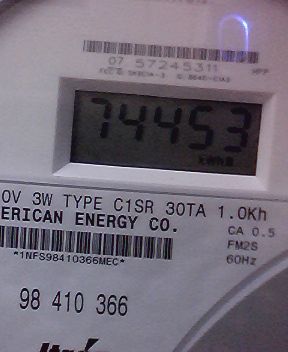 07 57245311
74453
kWhB
0V 3W TYPE C1SR 30TA 1.0Kh
ERICAN ENERGY CO.
CA 0.5
FM2S
*1NFS98410366MEC*
60Hz
98 410 366